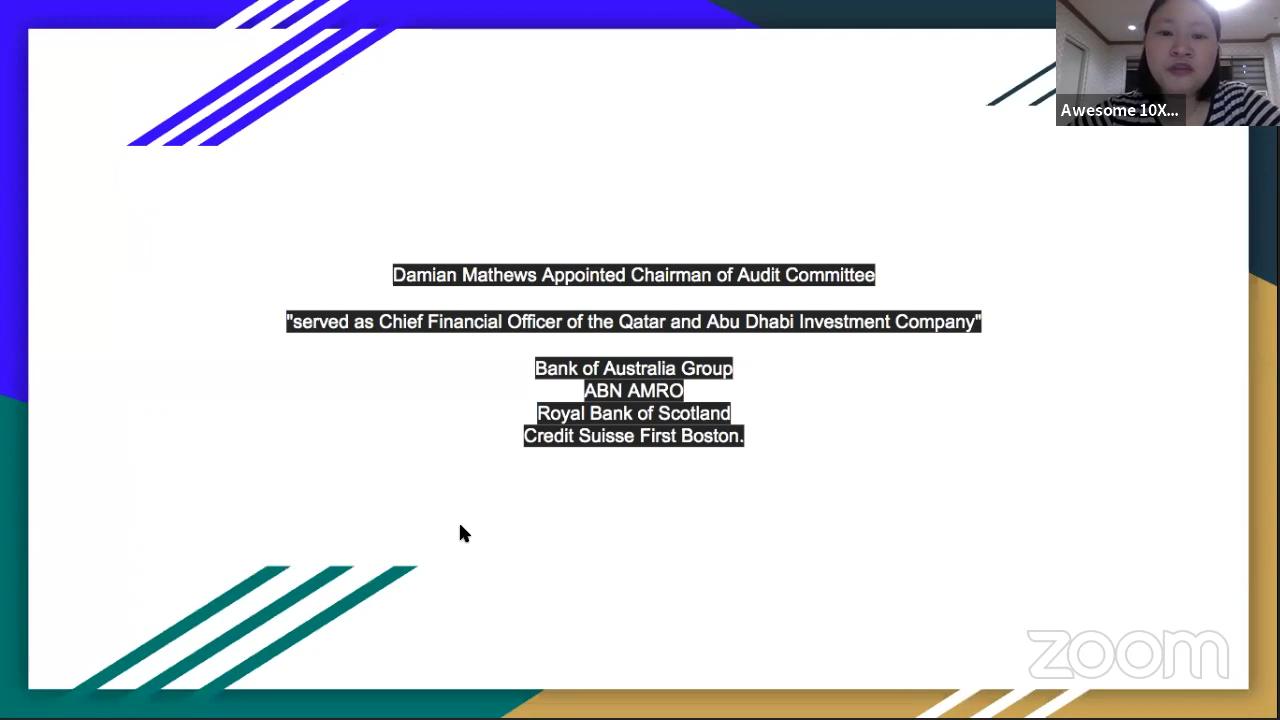 Awesome 10X...
Damian Mathews Appointed Chairman of Audit Committee
"served as Chief Financial Officer of the Qatar and Abu Dhabi Investment Company"
Bank of Australia Group
ABN AMRO
Royal Bank of Scotland
Credit Suisse First Boston.
zoom